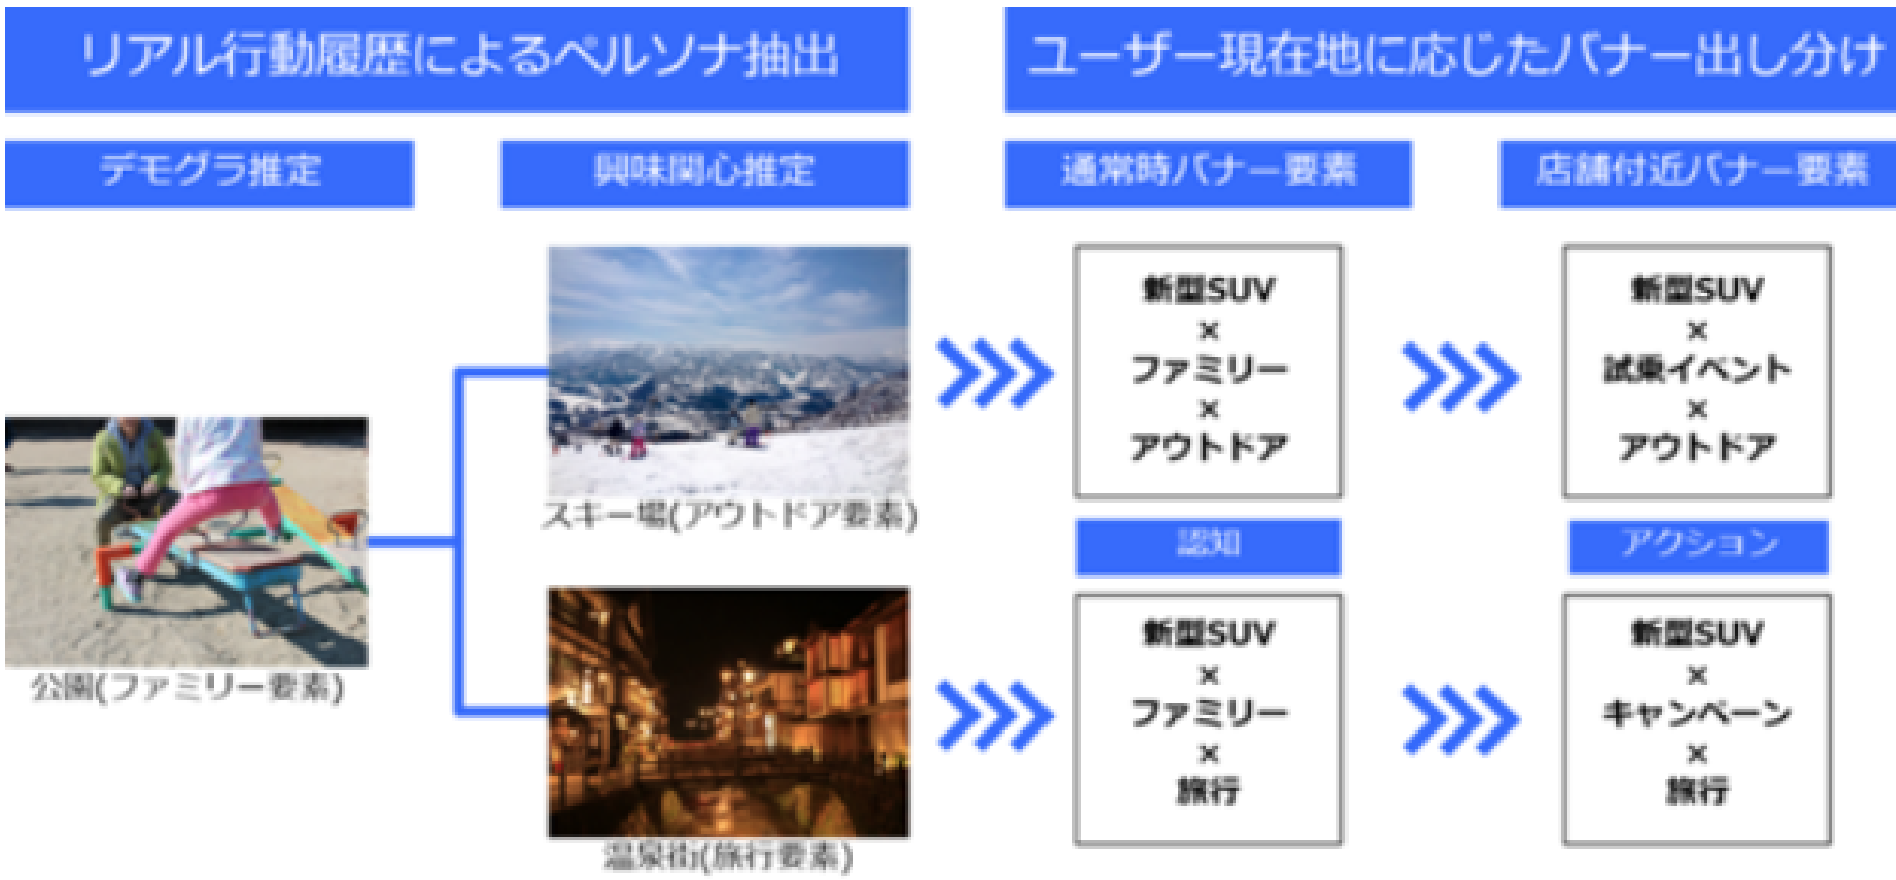 リアル行動履歴によるペルソナ抽出
ユーザー現在地に応じたバナー出し分け
デモグラ推定
興味関心推定
通常時バナー要素
店舗付近バナー要素
公園(ファミリー要素)
スキー場(アウトドア要素)
新型SUV
×
ファミリー
×
アウトドア
新型SUV
×
試乗イベント
×
アウトドア
認知
アクション
温泉街(旅行要素)
新型SUV
×
ファミリー
×
旅行
新型SUV
×
キャンペーン
×
旅行